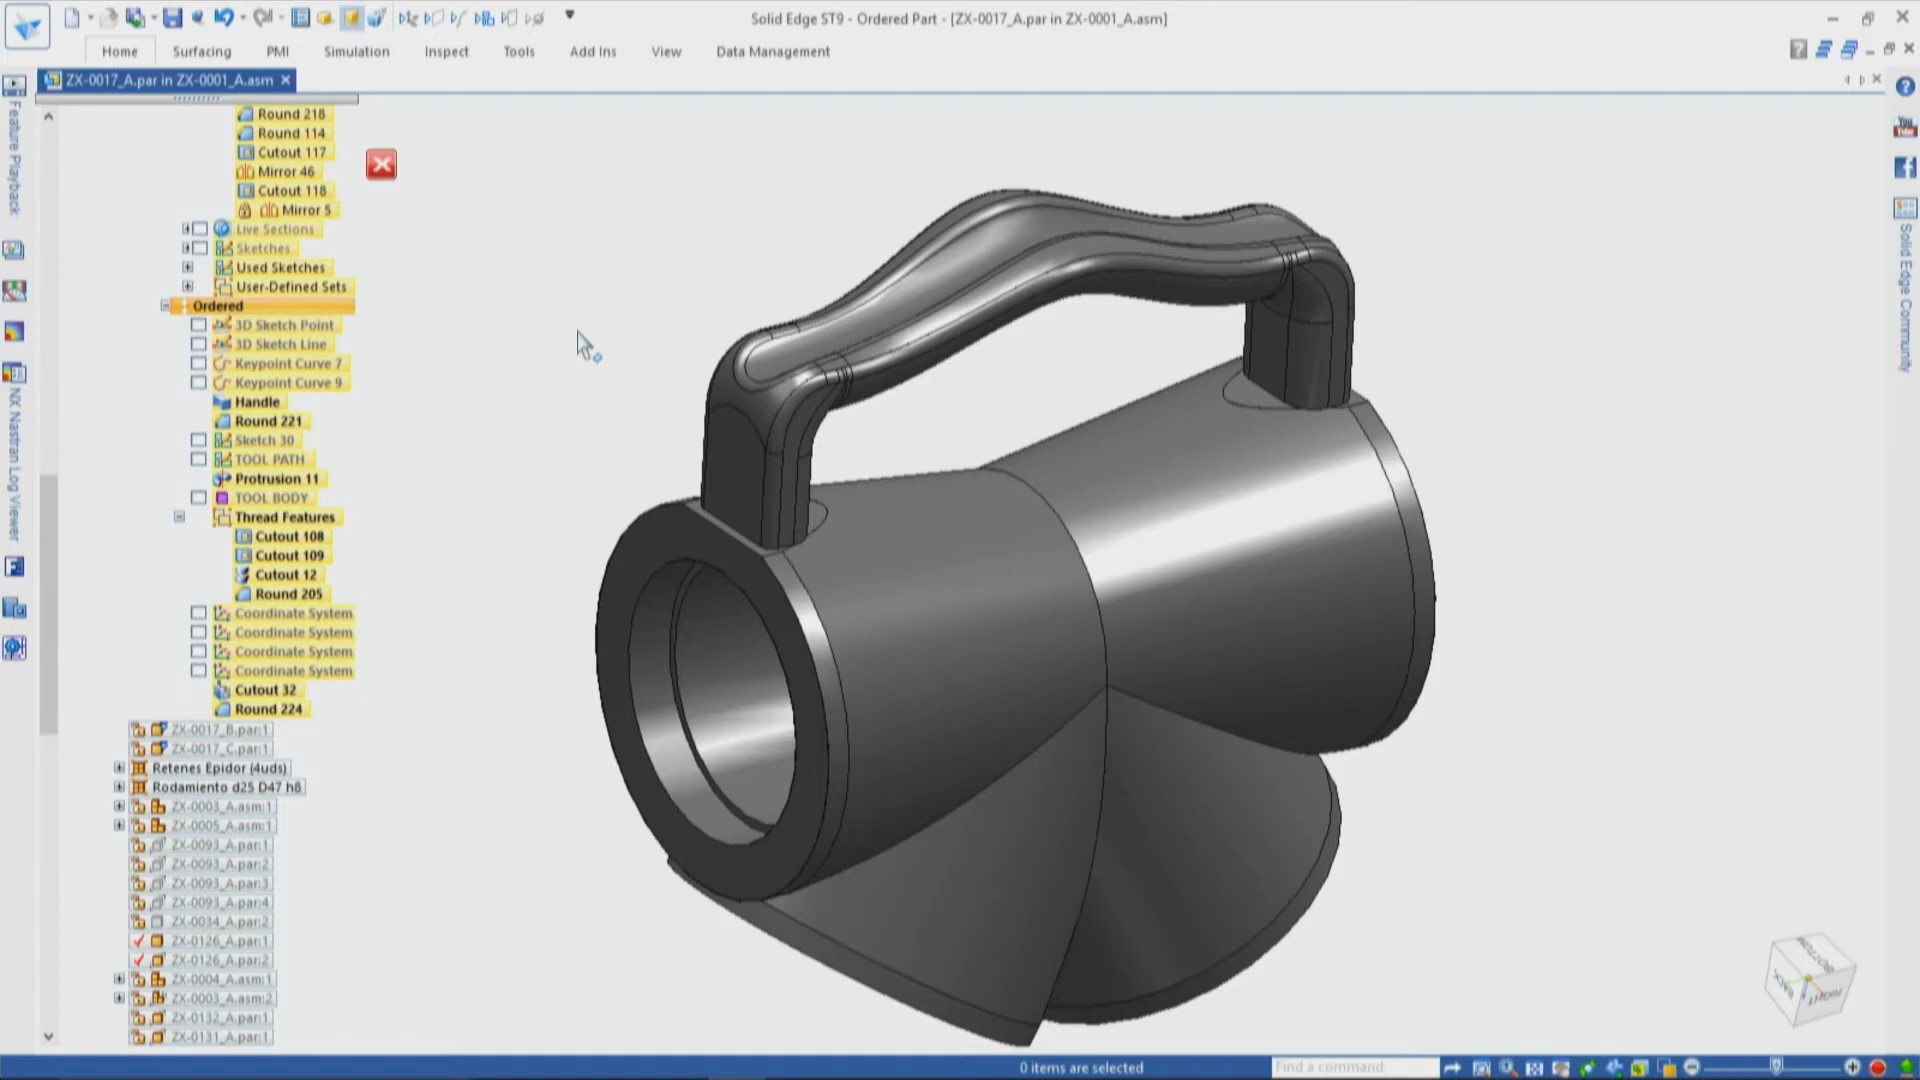 Solid Edge ST9 - Ordered Part - [ZX-0017_A.par in ZX-0001_A.asm]
Home Surfacing PMI Simulation Inspect Tools Add Ins View Data Management
ZX-0017_A.par in ZX-0001_A.asm
Feature Playback
NX Nastran Log Viewer
Round 218
Round 114
Cutout 117
Mirror 46
Cutout 118
Mirror 5
Live Sections
Sketches
Used Sketches
User-Defined Sets
Ordered
3D Sketch Point
3D Sketch Line
Keypoint Curve 7
Keypoint Curve 9
Handle
Round 221
Sketch 30
TOOL PATH
Protrusion 11
TOOL BODY
Thread Features
Cutout 108
Cutout 109
Cutout 12
Round 205
Coordinate System
Coordinate System
Coordinate System
Coordinate System
Cutout 32
Round 224
ZX-0017_B.par:1
ZX-0017_C.par:1
Retenes Epidor (4uds)
Rodamiento d25 D47 h8
ZX-0003_A.asm:1
ZX-0005_A.asm:1
ZX-0093_A.par:1
ZX-0093_A.par:2
ZX-0093_A.par:3
ZX-0093_A.par:4
ZX-0034_A.par:2
ZX-0126_A.par:1
ZX-0126_A.par:2
ZX-0004_A.asm:1
ZX-0003_A.asm:2
ZX-0132_A.par:1
ZX-0131_A.par:1
You
Tube
Solid Edge Community
BOTTOM
BACK
RIGHT
0 items are selected
Find a command